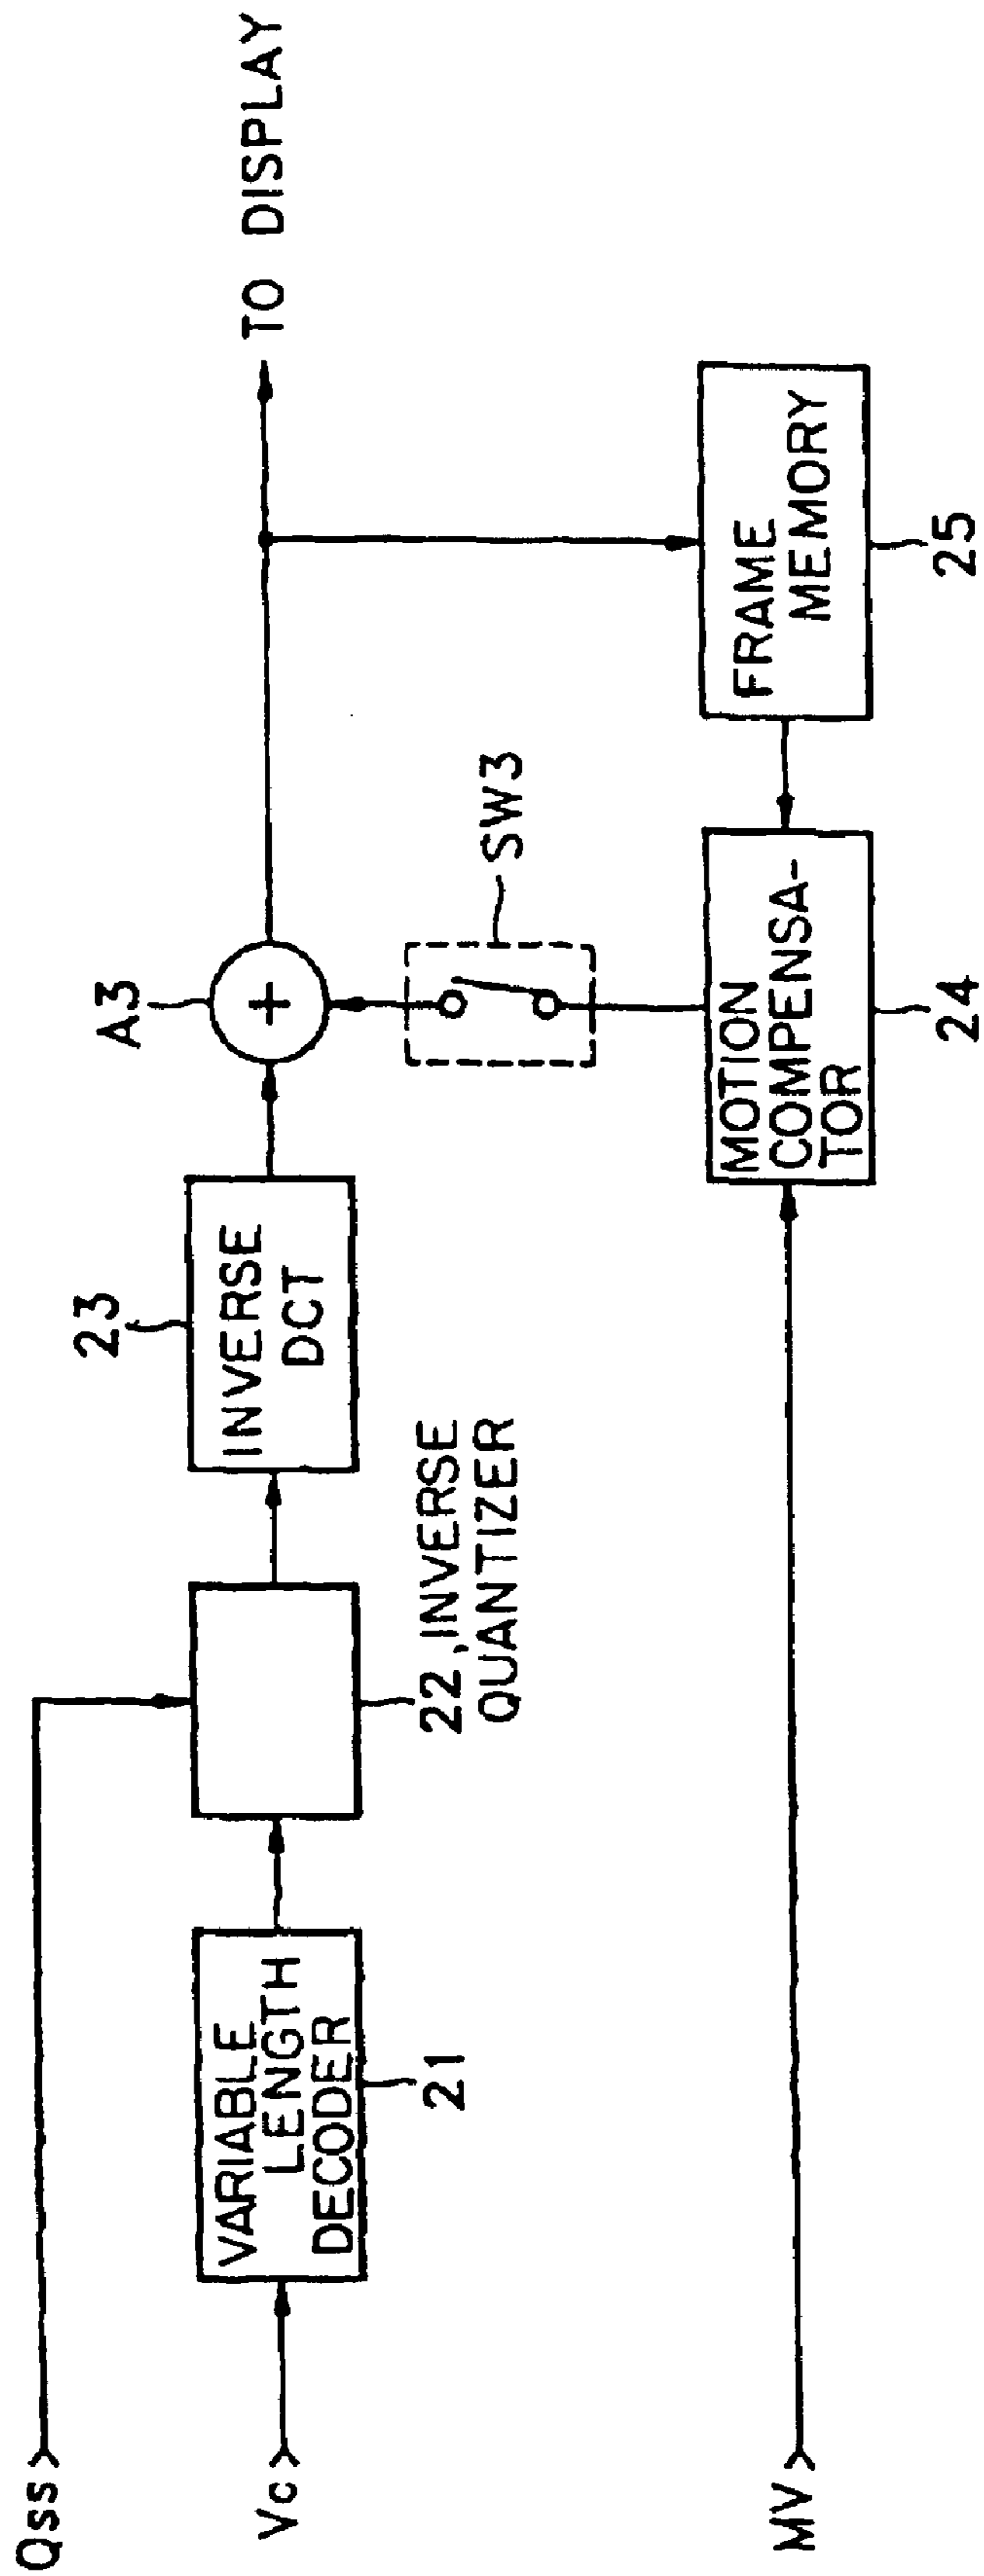 Qss
Vc
VARIABLE
LENGTH
DECODER
21
22, INVERSE
QUANTIZER
23
INVERSE
DCT
A3
+
TO DISPLAY
SW3
MV
MOTION
COMPENSA-
TOR
24
FRAME
MEMORY
25